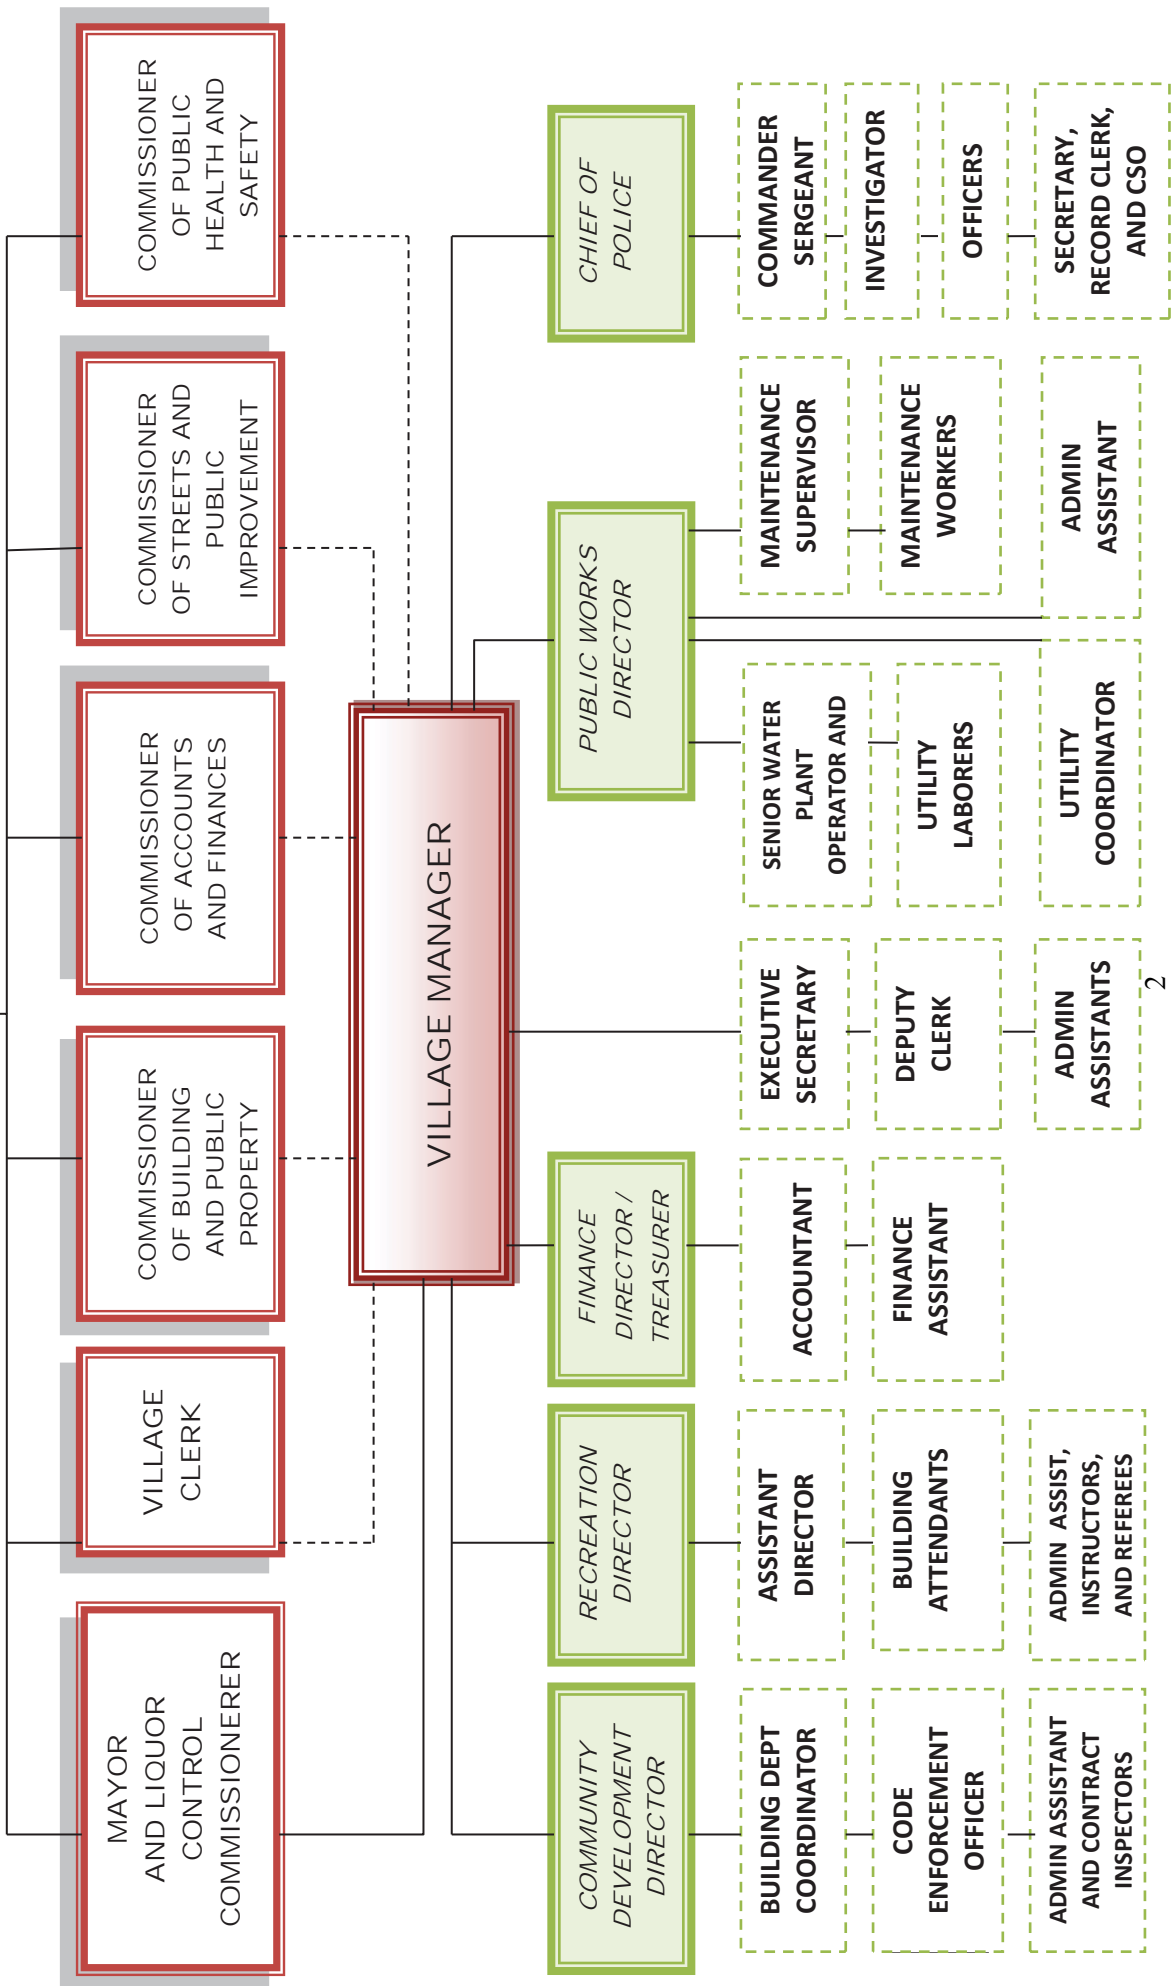 MAYOR
AND LIQUOR
CONTROL
COMMISSIONERER
VILLAGE
CLERK
COMMISSIONER
OF BUILDING
AND PUBLIC
PROPERTY
COMMISSIONER
OF ACCOUNTS
AND FINANCES
COMMISSIONER
OF STREETS AND
PUBLIC
IMPROVEMENT
COMMISSIONER
OF PUBLIC
HEALTH AND
SAFETY
VILLAGE MANAGER
COMMUNITY
DEVELOPMENT
DIRECTOR
RECREATION
DIRECTOR
FINANCE
DIRECTOR /
TREASURER
PUBLIC WORKS
DIRECTOR
CHIEF OF
POLICE
BUILDING DEPT
COORDINATOR
CODE
ENFORCEMENT
OFFICER
ADMIN ASSISTANT
AND CONTRACT
INSPECTORS
ASSISTANT
DIRECTOR
BUILDING
ATTENDANTS
ADMIN ASSIST,
INSTRUCTORS,
AND REFEREES
ACCOUNTANT
FINANCE
ASSISTANT
EXECUTIVE
SECRETARY
DEPUTY
CLERK
ADMIN
ASSISTANTS
SENIOR WATER
PLANT
OPERATOR AND
UTILITY
LABORERS
UTILITY
COORDINATOR
MAINTENANCE
SUPERVISOR
MAINTENANCE
WORKERS
ADMIN
ASSISTANT
COMMANDER
SERGEANT
INVESTIGATOR
OFFICERS
SECRETARY,
RECORD CLERK,
AND CSO
2